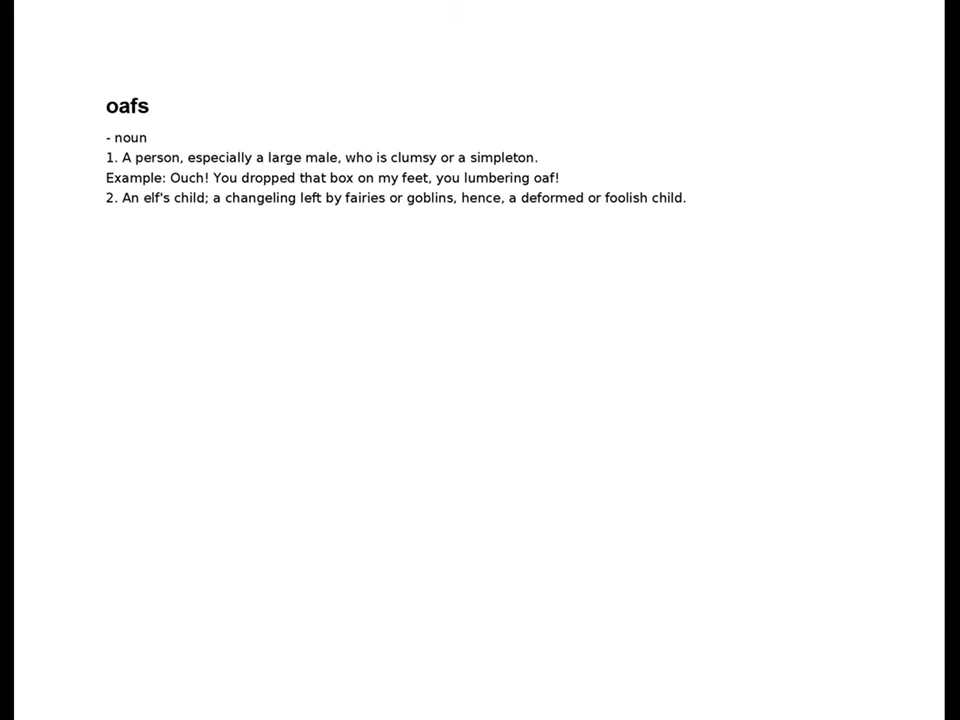 oafs
- noun
1. A person, especially a large male, who is clumsy or a simpleton.
Example: Ouch! You dropped that box on my feet, you lumbering oaf!
2. An elf's child; a changeling left by fairies or goblins, hence, a deformed or foolish child.